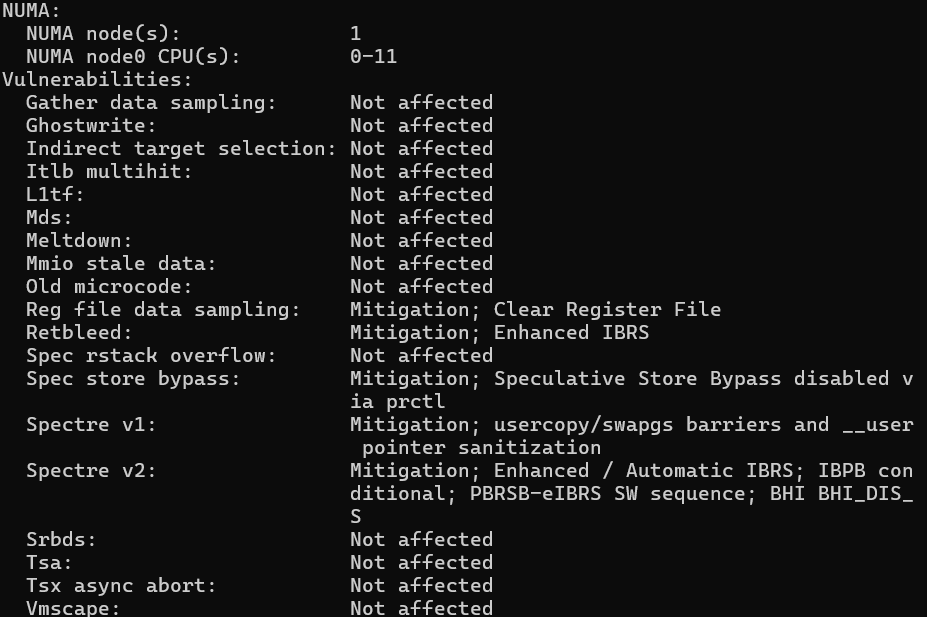 NUMA:
NUMA node(s): 1
NUMA node0 CPU(s): 0-11
Vulnerabilities:
Gather data sampling: Not affected
Ghostwrite: Not affected
Indirect target selection: Not affected
Itlb multihit: Not affected
L1tf: Not affected
Mds: Not affected
Meltdown: Not affected
Mmio stale data: Not affected
Old microcode: Not affected
Reg file data sampling: Mitigation; Clear Register File
Retbleed: Mitigation; Enhanced IBRS
Spec rstack overflow: Not affected
Spec store bypass: Mitigation; Speculative Store Bypass disabled v
ia prctl
Spectre v1: Mitigation; usercopy/swapgs barriers and __user
pointer sanitization
Spectre v2: Mitigation; Enhanced / Automatic IBRS; IBPB con
ditional; PBRSB-eIBRS SW sequence; BHI BHI_DIS_
S
Srbds: Not affected
Tsa: Not affected
Tsx async abort: Not affected
Vmscape: Not affected